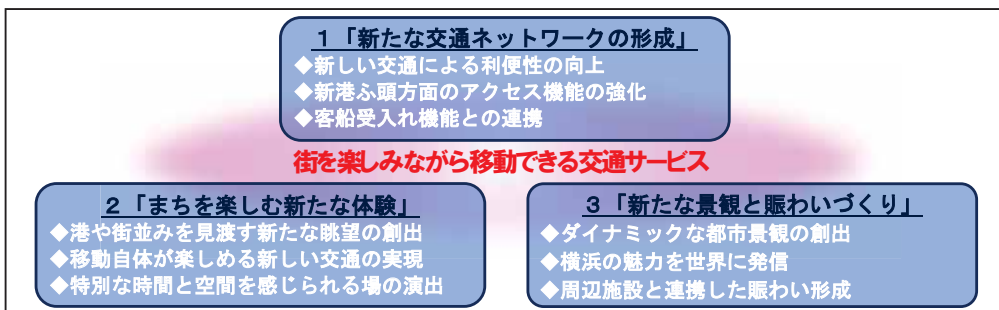 1「新たな交通ネットワークの形成」
◆新しい交通による利便性の向上
◆新港ふ頭方面のアクセス機能の強化
◆客船受入れ機能との連携
街を楽しみながら移動できる交通サービス
2「まちを楽しむ新たな体験」
◆港や街並みを見渡す新たな眺望の創出
◆移動自体が楽しめる新しい交通の実現
◆特別な時間と空間を感じられる場の演出
3「新たな景観と賑わいづくり」
◆ダイナミックな都市景観の創出
◆横浜の魅力を世界に発信
◆周辺施設と連携した賑わい形成